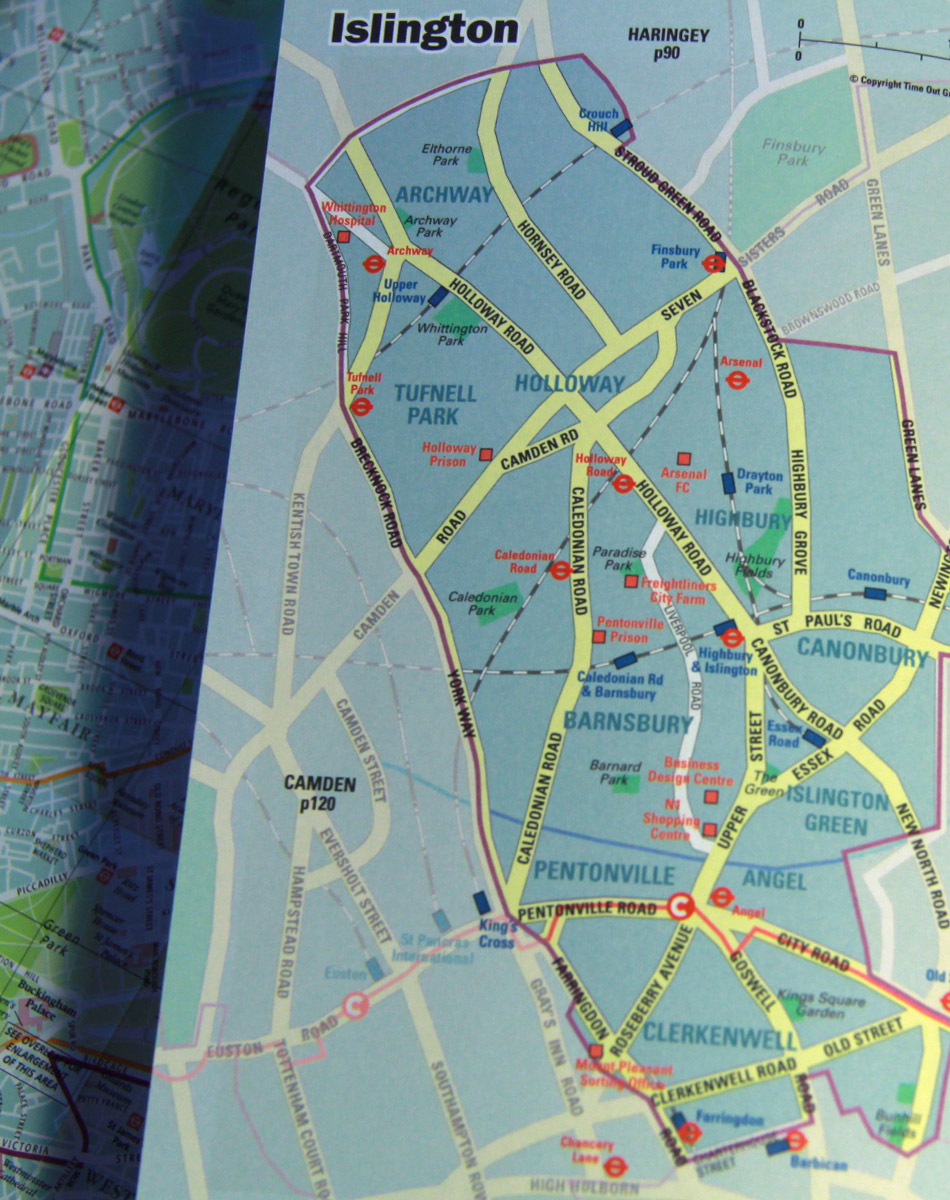 Islington
HARINGEY
p90
0
0
© Copyright Time Out
Crouch
Hill
STROUD GREEN ROAD
Finsbury
Park
Elthorne
Park
ARCHWAY
Whittington
Hospital
Archway
Park
Archway
DARTMOUTH PARK HILL
Upper
Holloway
HOLLOWAY ROAD
HORNSEY ROAD
Whittington
Park
Finsbury
Park
SISTERS ROAD
GREEN LANES
SEVEN
BLACKSTOCK ROAD
BROWNSWOOD ROAD
Arsenal
Tufnell
Park
TUFNELL
PARK
HOLLOWAY
Holloway
Prison
CAMDEN RD
Holloway
Road
Arsenal
FC
Drayton
Park
HIGHBURY
GROVE
GREEN LANES
BRECKNOCK ROAD
KENTISH TOWN ROAD
ROAD
CALEDONIAN ROAD
HOLLOWAY ROAD
HIGHBURY
Highbury
Fields
Caledonian
Road
Paradise
Park
Freightliners
City Farm
Canonbury
Caledonian
Park
CAMDEN
Pentonville
Prison
LIVERPOOL
ROAD
Highbury
& Islington
ST PAUL'S ROAD
CANONBURY
Caledonian Rd
& Barnsbury
CANONBURY ROAD
YORK WAY
CAMDEN STREET
BARNSBURY
STREET
Essex
Road
ESSEX ROAD
Barnard
Park
Business
Design Centre
The
Green
ISLINGTON
GREEN
CAMDEN
p120
N1
Shopping
Centre
UPPER
CALEDONIAN ROAD
NEW NORTH ROAD
EVERSHOLT STREET
PENTONVILLE
ANGEL
HAMPSTEAD ROAD
King's
Cross
PENTONVILLE ROAD
C
Angel
CITY ROAD
St Pancras
International
Euston
C
FARRINGDON
ROSEBERRY AVENUE
GOSWELL
Kings Square
Garden
Old
GRAY'S INN ROAD
CLERKENWELL
OLD STREET
EUSTON
ROAD
Mount Pleasant
Sorting Office
CLERKENWELL ROAD
ROAD
TOTTENHAM COURT
SOUTHAMPTON ROW
Bunhill
Fields
Farringdon
ROAD
CHARTERHOUSE
STREET
Barbican
Chancery
Lane
HIGH HOLBORN
MAYFAIR
OXFORD
PICCADILLY
Green
Park
Buckingham
Palace
SEE OVERLEAF FOR
ENLARGEMENT
OF THIS AREA
VICTORIA